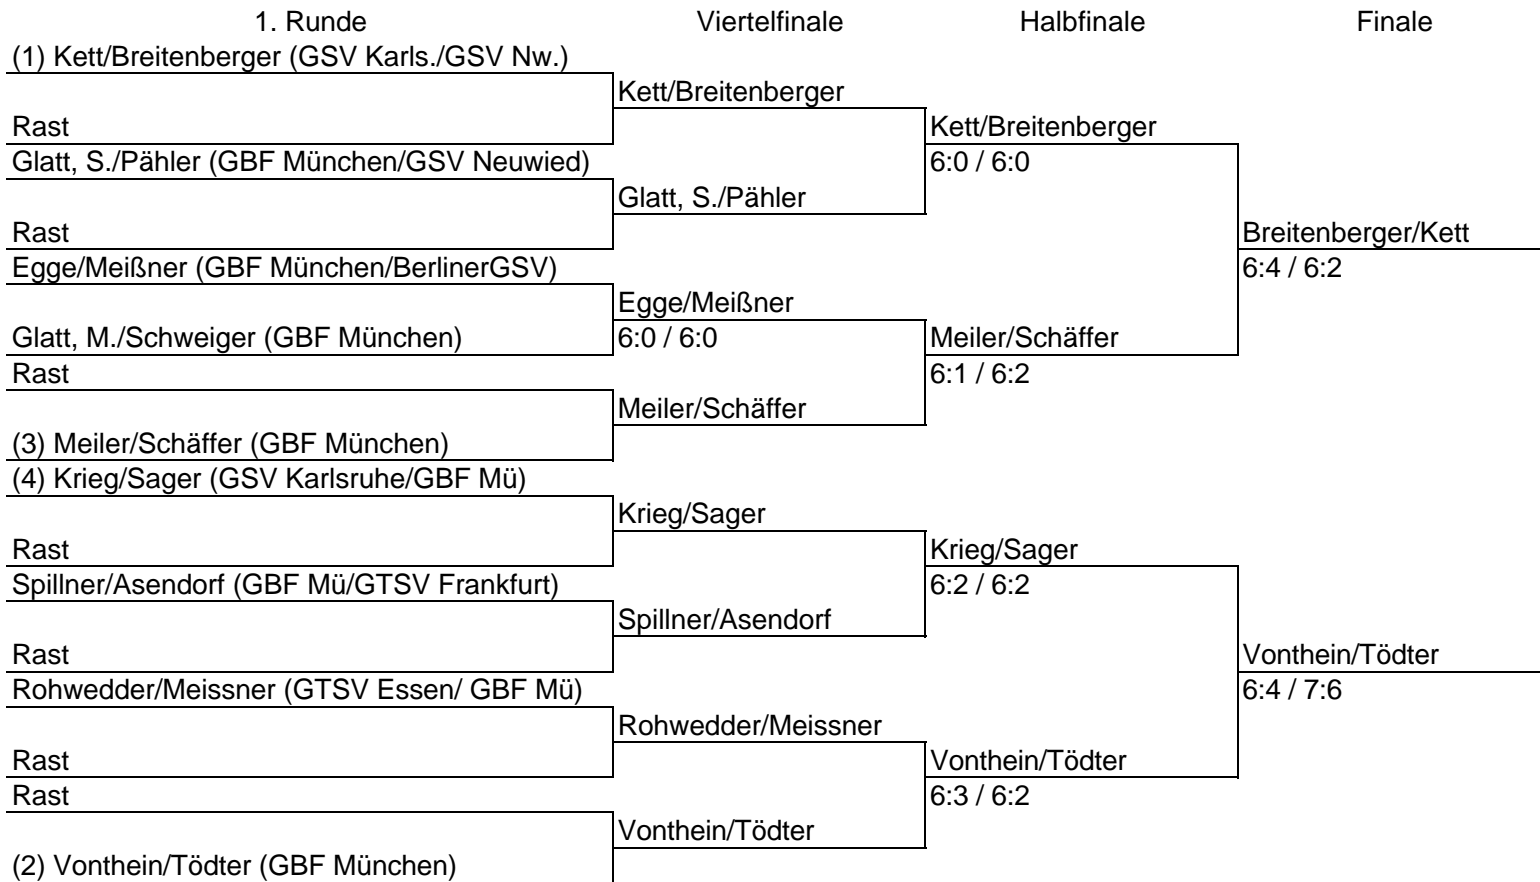 1. Runde Viertelfinale Halbfinale Finale
(1) Kett/Breitenberger (GSV Karls./GSV Nw.)
Kett/Breitenberger
Rast Kett/Breitenberger
Glatt, S./Pähler (GBF München/GSV Neuwied) 6:0 / 6:0
Glatt, S./Pähler
Rast Breitenberger/Kett
Egge/Meißner (GBF München/BerlinerGSV) 6:4 / 6:2
Egge/Meißner
Glatt, M./Schweiger (GBF München) 6:0 / 6:0 Meiler/Schäffer
Rast 6:1 / 6:2
Meiler/Schäffer
(3) Meiler/Schäffer (GBF München)
(4) Krieg/Sager (GSV Karlsruhe/GBF Mü)
Krieg/Sager
Rast Krieg/Sager
Spillner/Asendorf (GBF Mü/GTSV Frankfurt) 6:2 / 6:2
Spillner/Asendorf
Rast Vonthein/Tödter
Rohwedder/Meissner (GTSV Essen/ GBF Mü) 6:4 / 7:6
Rohwedder/Meissner
Rast Vonthein/Tödter
Rast 6:3 / 6:2
Vonthein/Tödter
(2) Vonthein/Tödter (GBF München)